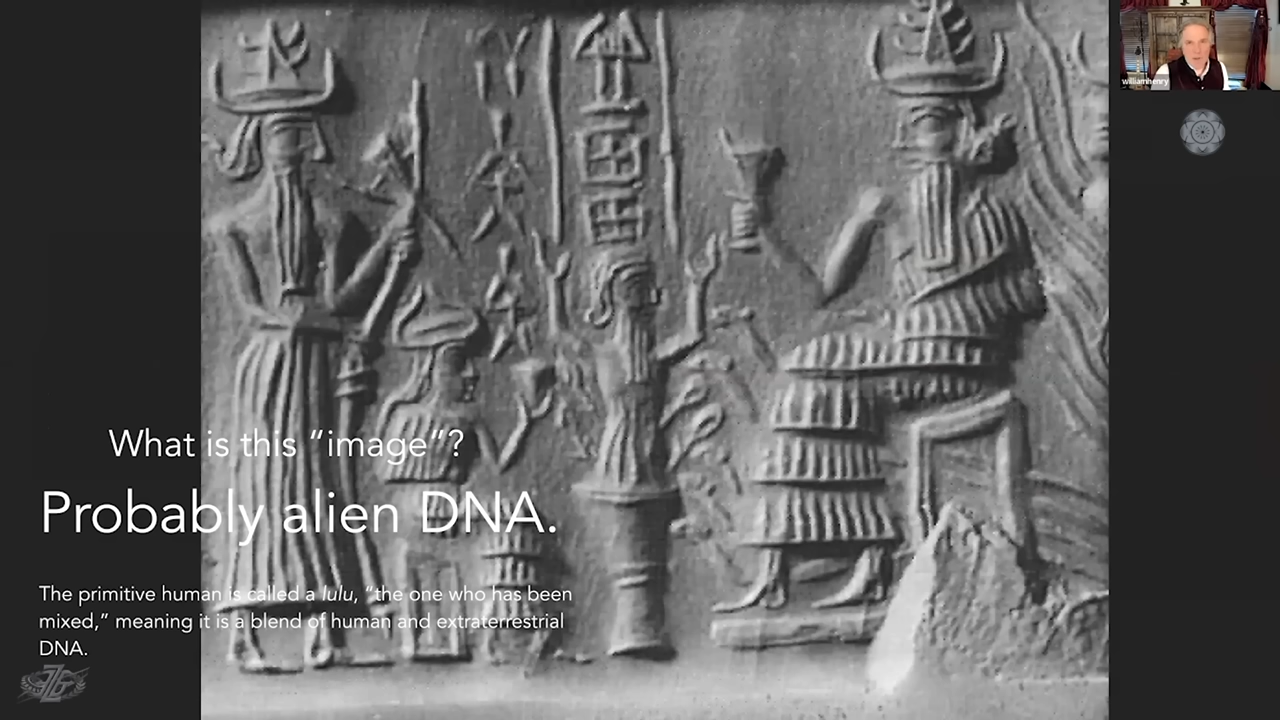 williamhenry
What is this “image”?
Probably alien DNA.
The primitive human is called a lulu, “the one who has been
mixed,” meaning it is a blend of human and extraterrestrial
DNA.